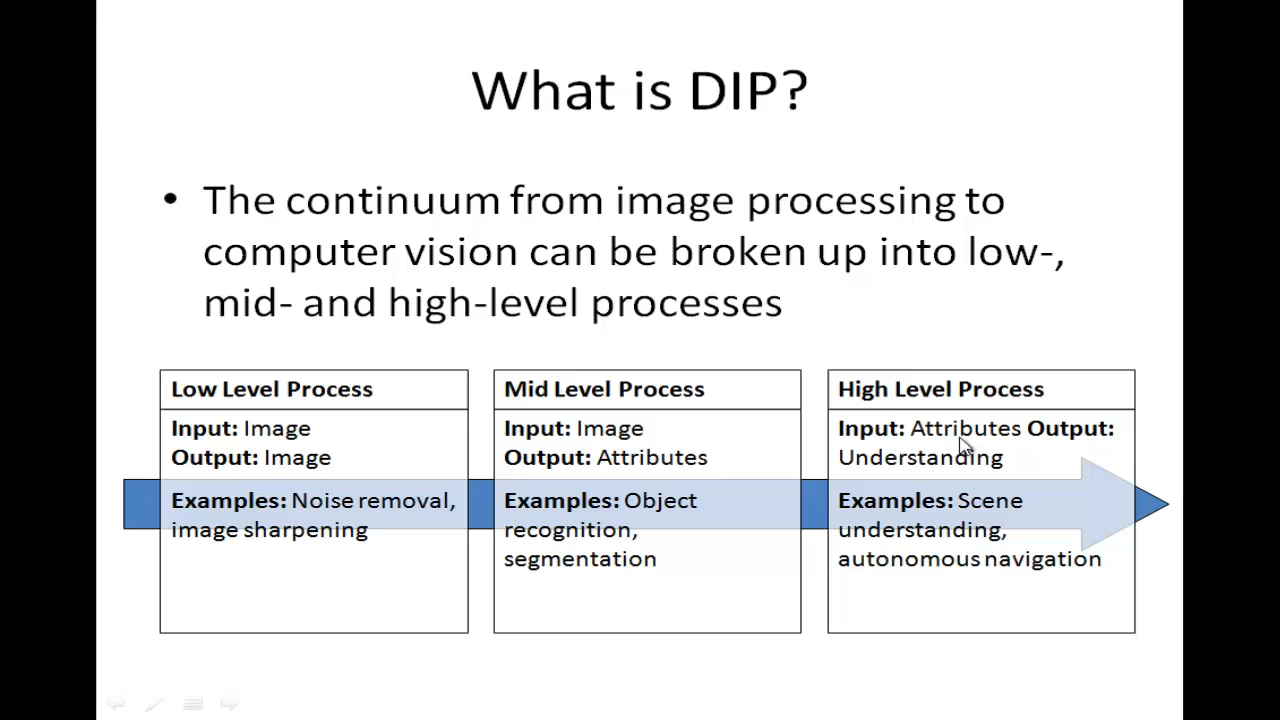 What is DIP?
• The continuum from image processing to
computer vision can be broken up into low-,
mid- and high-level processes
Low Level Process
Input: Image
Output: Image
Examples: Noise removal,
image sharpening
Mid Level Process
Input: Image
Output: Attributes
Examples: Object
recognition,
segmentation
High Level Process
Input: Attributes Output:
Understanding
Examples: Scene
understanding,
autonomous navigation